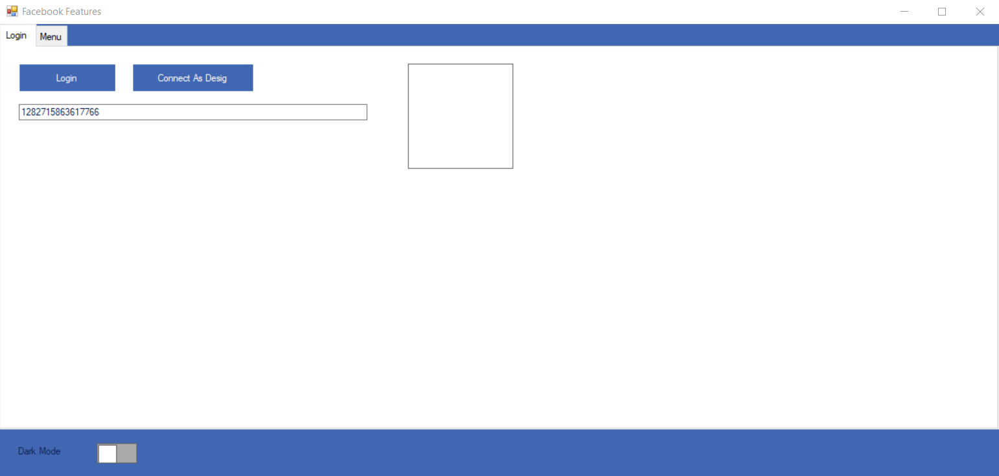 Facebook Features
Login
Menu
Login
Connect As Desig
1282715863617766
Dark Mode